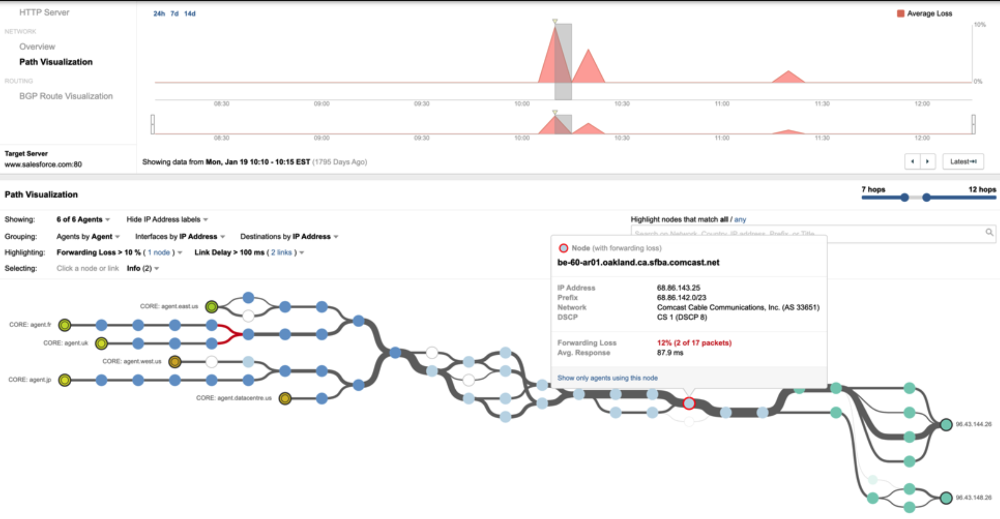 HTTP Server
NETWORK
Overview
Path Visualization
ROUTING
BGP Route Visualization
Target Server
www.salesforce.com:80
24h 7d 14d
Average Loss
10%
0%
08:30 09:00 09:30 10:00 10:30 11:00 11:30 12:00
08:30 09:00 09:30 10:00 10:30 11:00 11:30 12:00
Showing data from Mon, Jan 19 10:10 - 10:15 EST (1795 Days Ago)
Latest
Path Visualization
7 hops 12 hops
Showing: 6 of 6 Agents Hide IP Address labels
Grouping: Agents by Agent Interfaces by IP Address Destinations by IP Address
Highlighting: Forwarding Loss > 10 % ( 1 node ) Link Delay > 100 ms ( 2 links )
Selecting: Click a node or link Info (2)
Highlight nodes that match all / any
Search on Network, Country, IP address, Prefix, or Title
Node (with forwarding loss)
be-60-ar01.oakland.ca.sfba.comcast.net
IP Address 68.86.143.25
Prefix 68.86.142.0/23
Network Comcast Cable Communications, Inc. (AS 33651)
DSCP CS 1 (DSCP 8)
Forwarding Loss 12% (2 of 17 packets)
Avg. Response 87.9 ms
Show only agents using this node
CORE: agent.east.us
CORE: agent.fr
CORE: agent.uk
CORE: agent.west.us
CORE: agent.jp
CORE: agent.datacentre.us
96.43.144.26
96.43.148.26